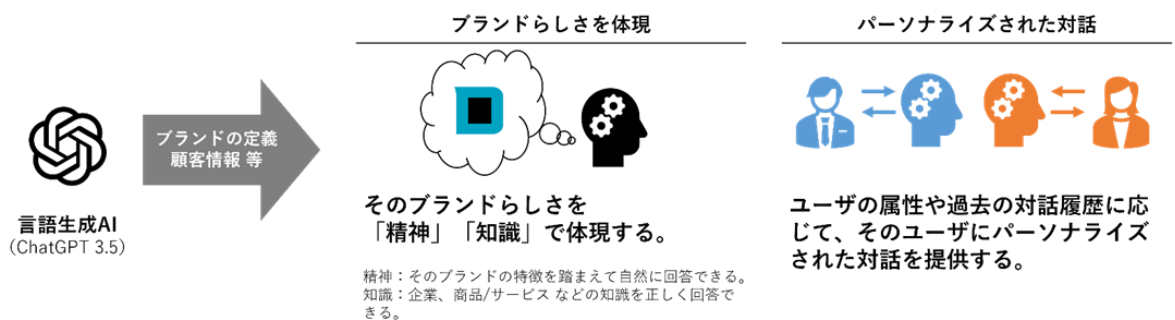 ブランドらしさを体現
パーソナライズされた対話
ブランドの定義
顧客情報 等
言語生成AI
（ChatGPT 3.5）
そのブランドらしさを
「精神」「知識」で体現する。
精神：そのブランドの特徴を踏まえて自然に回答できる。
知識：企業、商品/サービス などの知識を正しく回答で
きる。
ユーザの属性や過去の対話履歴に応
じて、そのユーザにパーソナライズ
された対話を提供する。